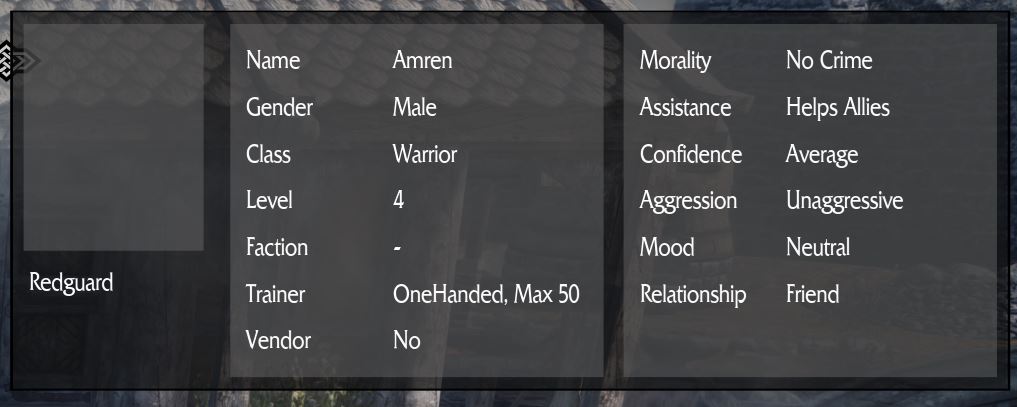 Redguard
Name Amren
Gender Male
Class Warrior
Level 4
Faction -
Trainer OneHanded, Max 50
Vendor No
Morality No Crime
Assistance Helps Allies
Confidence Average
Aggression Unaggressive
Mood Neutral
Relationship Friend